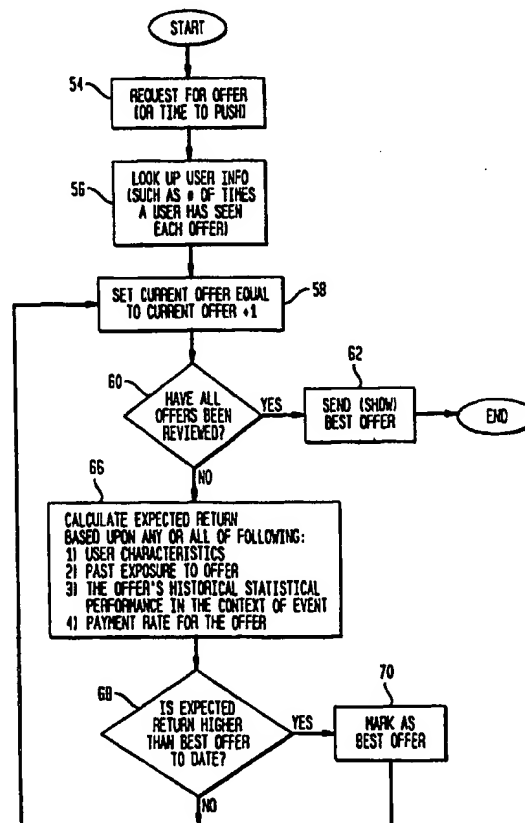 START
54
REQUEST FOR OFFER
(OR TIME TO PUSH)
56
LOOK UP USER INFO
(SUCH AS # OF TIMES
A USER HAS SEEN
EACH OFFER)
58
SET CURRENT OFFER EQUAL
TO CURRENT OFFER +1
60
HAVE ALL
OFFERS BEEN
REVIEWED?
YES
62
SEND (SHOW)
BEST OFFER
END
NO
66
CALCULATE EXPECTED RETURN
BASED UPON ANY OR ALL OF FOLLOWING:
1) USER CHARACTERISTICS
2) PAST EXPOSURE TO OFFER
3) THE OFFER'S HISTORICAL STATISTICAL
PERFORMANCE IN THE CONTEXT OF EVENT
4) PAYMENT RATE FOR THE OFFER
68
IS EXPECTED
RETURN HIGHER
THAN BEST OFFER
TO DATE?
YES
70
MARK AS
BEST OFFER
NO